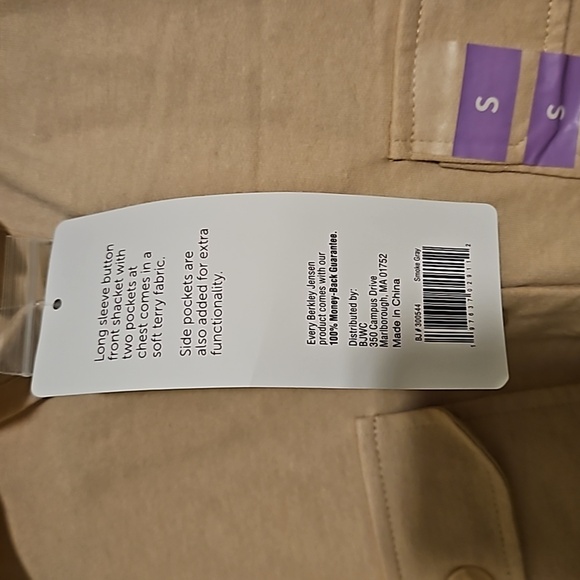 Long sleeve button
front shacket with
two pockets at
chest comes in a
soft terry fabric.
Side pockets are
also added for extra
functionality.
Every Berkley Jensen
product comes with our
100% Money-Back Guarantee.
Distributed by:
BJWC
350 Campus Drive
Marlborough, MA 01752
Made in China
BJ# 300544 Smoke Gray
S
S